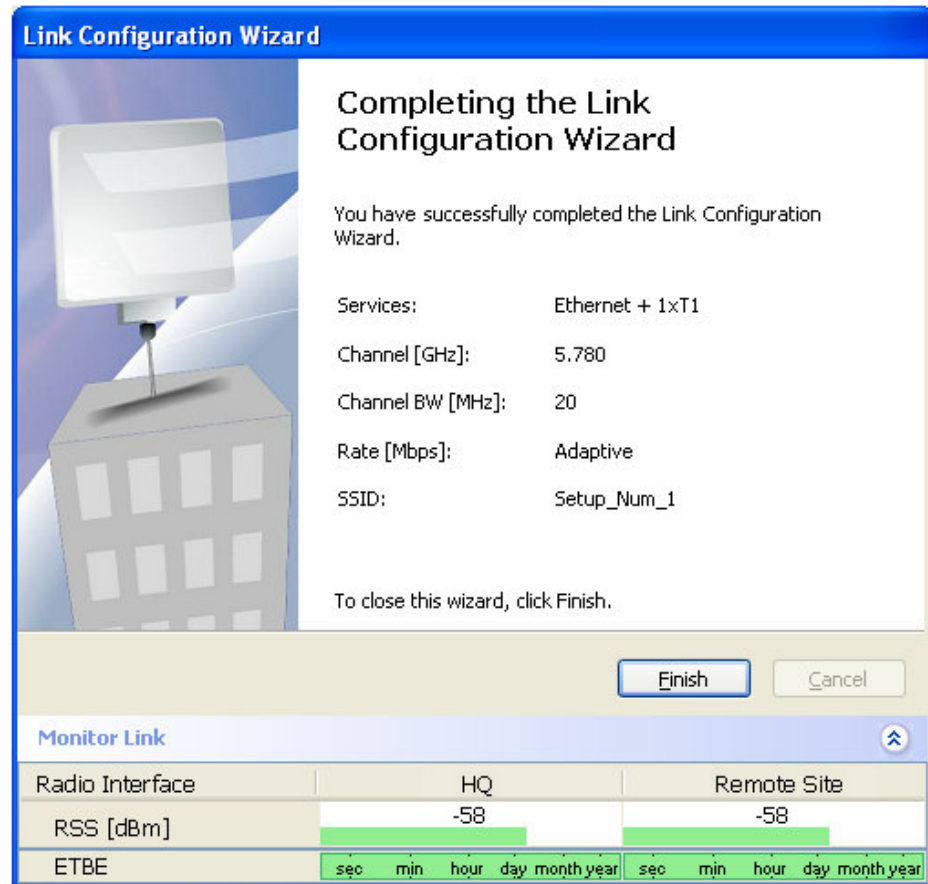 Link Configuration Wizard
Completing the Link
Configuration Wizard
You have successfully completed the Link Configuration
Wizard.
Services: Ethernet + 1xT1
Channel [GHz]: 5.780
Channel BW [MHz]: 20
Rate [Mbps]: Adaptive
SSID: Setup_Num_1
To close this wizard, click Finish.
Finish Cancel
Monitor Link
Radio Interface HQ Remote Site
RSS [dBm] -58 -58
ETBE sec min hour day month year sec min hour day month year